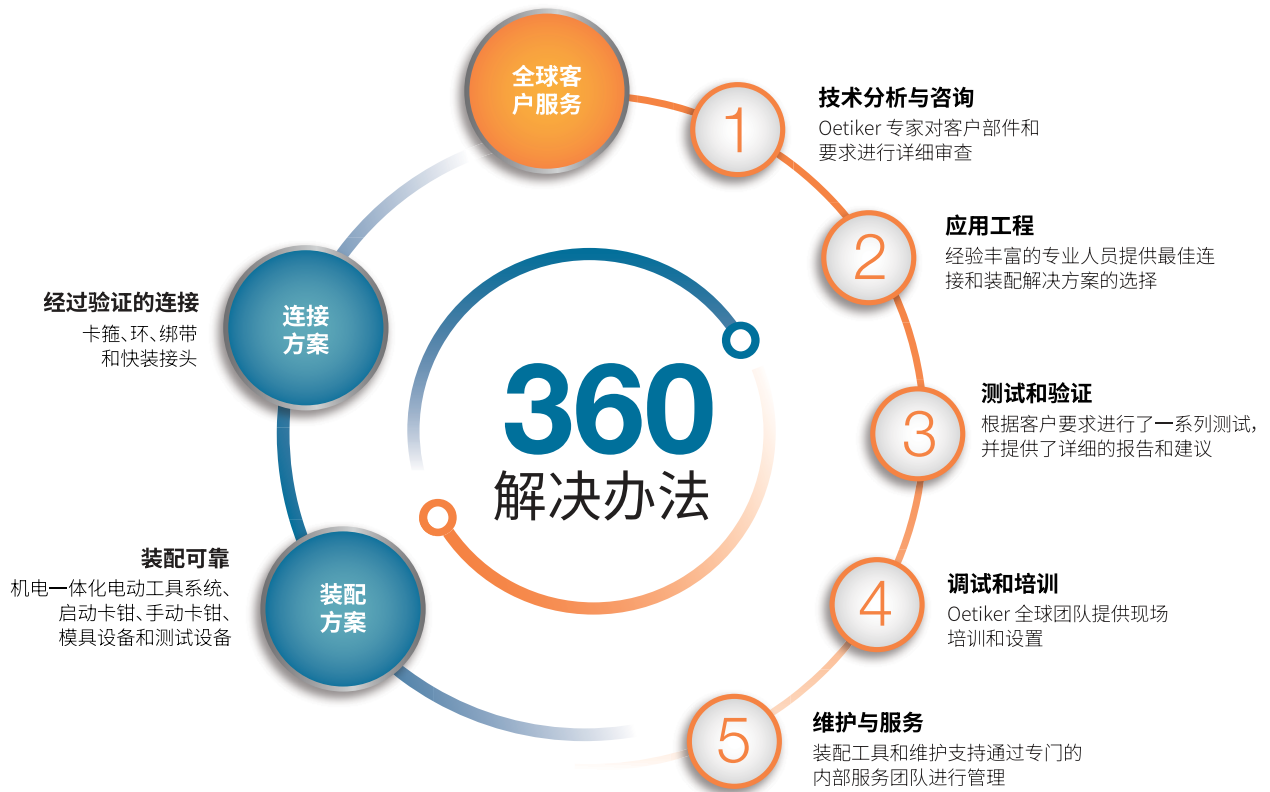 全球客
户服务
1
技术分析与咨询
Oetiker 专家对客户部件和
要求进行详细审查
2
应用工程
经验丰富的专业人员提供最佳连
接和装配解决方案的选择
3
测试和验证
根据客户要求进行了一系列测试，
并提供了详细的报告和建议
4
调试和培训
Oetiker 全球团队提供现场
培训和设置
5
维护与服务
装配工具和维护支持通过专门的
内部服务团队进行管理
连接
方案
经过验证的连接
卡箍、环、绑带
和快装接头
装配
方案
装配可靠
机电一体化电动工具系统、
启动卡钳、手动卡钳、
模具设备和测试设备
360
解决办法